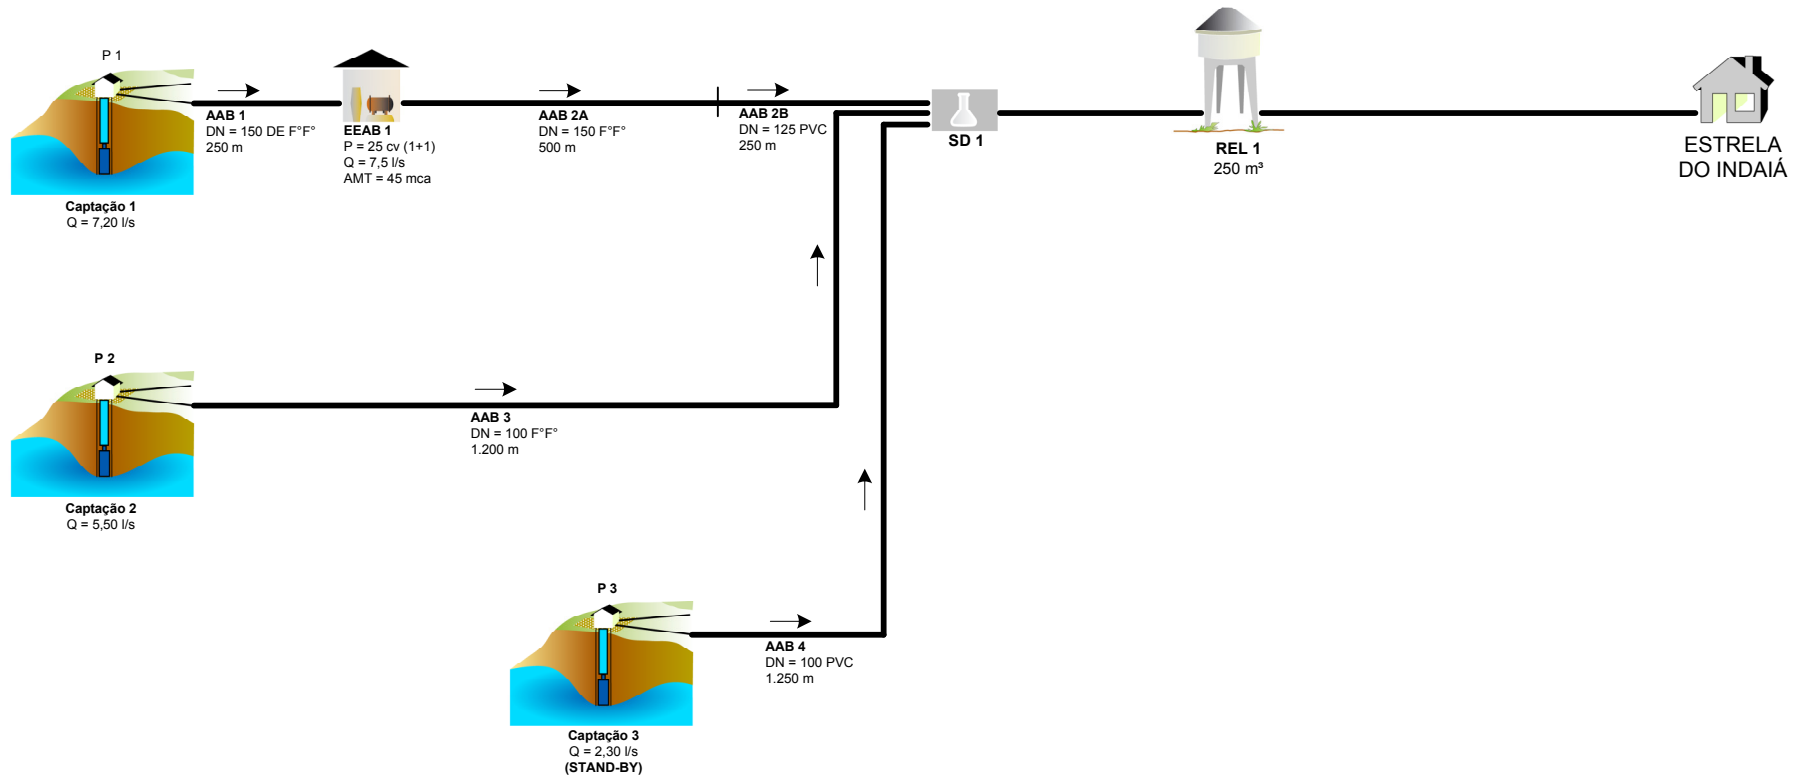 P 1
AAB 1
DN = 150 DE F°F°
250 m
EEAB 1
P = 25 cv (1+1)
Q = 7,5 l/s
AMT = 45 mca
AAB 2A
DN = 150 F°F°
500 m
AAB 2B
DN = 125 PVC
250 m
SD 1
REL 1
250 m³
ESTRELA
DO INDAIÁ
Captação 1
Q = 7,20 l/s
P 2
AAB 3
DN = 100 F°F°
1.200 m
Captação 2
Q = 5,50 l/s
P 3
AAB 4
DN = 100 PVC
1.250 m
Captação 3
Q = 2,30 l/s
(STAND-BY)